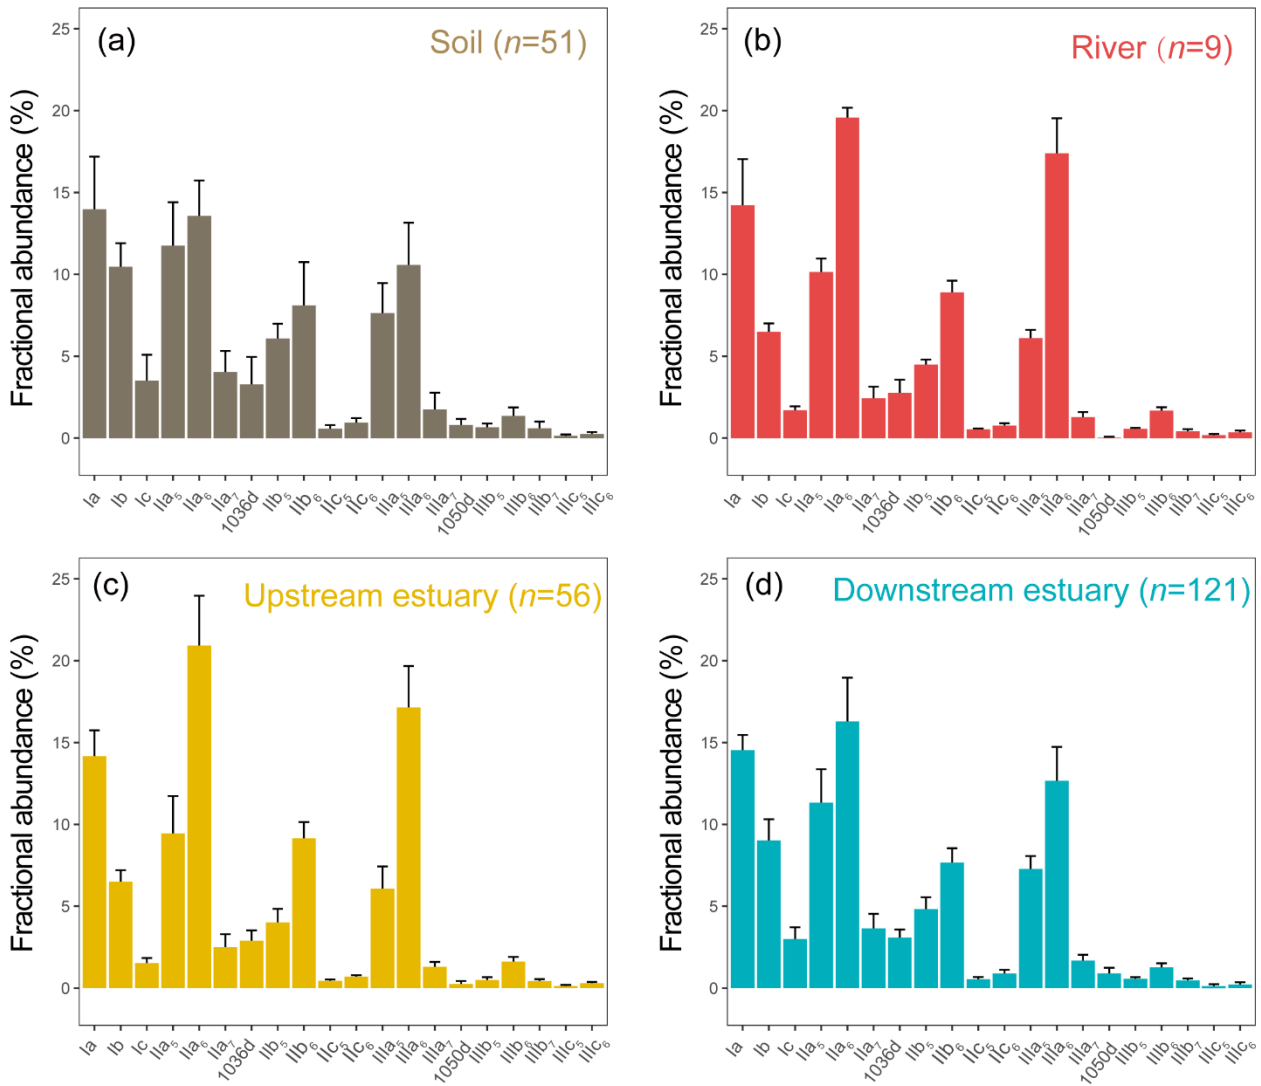 (a)
Soil (n=51)
Fractional abundance (%)
25
20
15
10
5
0
Ia Ib Ic IIa5 IIa6 IIa7 1036d IIb5 IIb6 IIc5 IIc6 IIIa5 IIIa6 IIIa7 1050d IIIb5 IIIb6 IIIb7 IIIc5 IIIc6
(b)
River (n=9)
Fractional abundance (%)
25
20
15
10
5
0
Ia Ib Ic IIa5 IIa6 IIa7 1036d IIb5 IIb6 IIc5 IIc6 IIIa5 IIIa6 IIIa7 1050d IIIb5 IIIb6 IIIb7 IIIc5 IIIc6
(c)
Upstream estuary (n=56)
Fractional abundance (%)
25
20
15
10
5
0
Ia Ib Ic IIa5 IIa6 IIa7 1036d IIb5 IIb6 IIc5 IIc6 IIIa5 IIIa6 IIIa7 1050d IIIb5 IIIb6 IIIb7 IIIc5 IIIc6
(d)
Downstream estuary (n=121)
Fractional abundance (%)
25
20
15
10
5
0
Ia Ib Ic IIa5 IIa6 IIa7 1036d IIb5 IIb6 IIc5 IIc6 IIIa5 IIIa6 IIIa7 1050d IIIb5 IIIb6 IIIb7 IIIc5 IIIc6